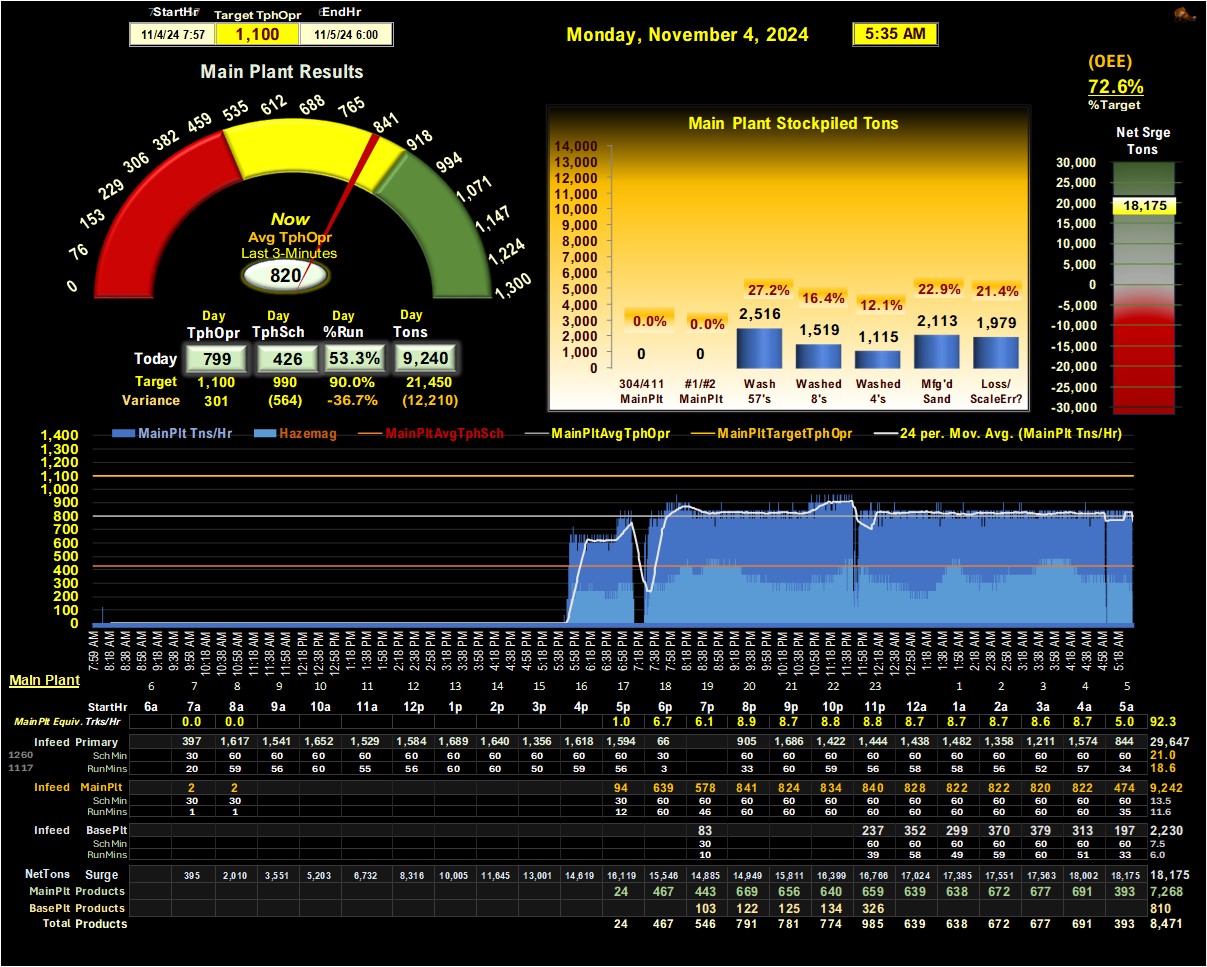 StartHr Target TphOpr EndHr
11/4/24 7:57 1,100 11/5/24 6:00
Monday, November 4, 2024 5:35 AM
(OEE)
72.6%
%Target
Main Plant Results
0 76 153 229 306 382 459 535 612 688 765 841 918 994 1,071 1,147 1,224 1,300
Now
Avg TphOpr
Last 3-Minutes
820
Day Day Day Day
TphOpr TphSch %Run Tons
Today 799 426 53.3% 9,240
Target 1,100 990 90.0% 21,450
Variance 301 (564) -36.7% (12,210)
Main Plant Stockpiled Tons
14,000
13,000
12,000
11,000
10,000
9,000
8,000
7,000
6,000
5,000
4,000
3,000
2,000
1,000
0
0.0% 0.0% 27.2% 16.4% 12.1% 22.9% 21.4%
0 0 2,516 1,519 1,115 2,113 1,979
304/411 #1/#2 Wash Washed Washed Mfg'd Loss/
MainPlt MainPlt 57's 8's 4's Sand ScaleErr?
Net Srge
Tons
30,000
25,000
20,000
18,175
15,000
10,000
5,000
0
-5,000
-10,000
-15,000
-20,000
-25,000
-30,000
MainPlt Tns/Hr Hazemag MainPltAvgTphSch MainPltAvgTphOpr MainPltTargetTphOpr 24 per. Mov. Avg. (MainPlt Tns/Hr)
1,400
1,300
1,200
1,100
1,000
900
800
700
600
500
400
300
200
100
0
7:59 AM 8:18 AM 8:38 AM 8:58 AM 9:18 AM 9:38 AM 9:58 AM 10:18 AM 10:38 AM 10:58 AM 11:19 AM 11:39 AM 11:58 AM 12:18 PM 12:38 PM 12:58 PM 1:18 PM 1:38 PM 1:58 PM 2:18 PM 2:38 PM 2:58 PM 3:18 PM 3:38 PM 3:58 PM 4:18 PM 4:38 PM 4:58 PM 5:18 PM 5:38 PM 5:58 PM 6:18 PM 6:38 PM 6:58 PM 7:18 PM 7:38 PM 7:58 PM 8:18 PM 8:38 PM 8:58 PM 9:18 PM 9:38 PM 9:58 PM 10:18 PM 10:38 PM 10:58 PM 11:18 PM 11:39 PM 11:58 PM 12:18 AM 12:38 AM 12:58 AM 1:18 AM 1:38 AM 1:58 AM 2:18 AM 2:38 AM 2:58 AM 3:18 AM 3:38 AM 3:58 AM 4:18 AM 4:38 AM 4:58 AM 5:18 AM
Main Plant
6 7 8 9 10 11 12 13 14 15 16 17 18 19 20 21 22 23 1 2 3 4 5
StartHr 6a 7a 8a 9a 10a 11a 12p 1p 2p 3p 4p 5p 6p 7p 8p 9p 10p 11p 12a 1a 2a 3a 4a 5a
MainPlt Equiv. Trks/Hr 0.0 0.0 1.0 6.7 6.1 8.9 8.7 8.8 8.8 8.7 8.7 8.7 8.6 8.7 5.0 92.3
Infeed Primary 397 1,617 1,541 1,652 1,529 1,584 1,689 1,640 1,356 1,618 1,594 66 905 1,686 1,422 1,444 1,438 1,482 1,358 1,211 1,574 844 29,647
1260 Sch Min 30 60 60 60 60 60 60 60 60 60 60 30 60 60 60 60 60 60 60 60 60 60 21.0
1117 RunMins 20 59 56 60 55 56 60 60 50 59 56 3 33 60 59 56 58 58 56 52 57 34 18.6
Infeed MainPlt 2 2 94 639 578 841 824 834 840 828 822 822 820 822 474 9,242
Sch Min 30 30 30 60 60 60 60 60 60 60 60 60 60 60 60 13.5
RunMins 1 1 12 60 46 60 60 60 56 60 60 60 60 60 35 11.6
Infeed BasePlt 83 237 352 299 370 379 313 197 2,230
Sch Min 30 60 60 60 60 60 60 60 7.5
RunMins 10 39 58 49 59 60 51 33 6.0
NetTons Surge 395 2,010 3,551 5,203 6,732 8,316 10,005 11,645 13,001 14,619 16,119 15,546 14,885 14,949 15,811 16,399 16,766 17,024 17,385 17,551 17,563 18,002 18,175 18,175
MainPlt Products 24 467 443 669 656 640 659 639 638 672 677 691 393 7,268
BasePlt Products 103 122 125 134 326 810
Total Products 24 467 546 791 781 774 985 639 638 672 677 691 393 8,471